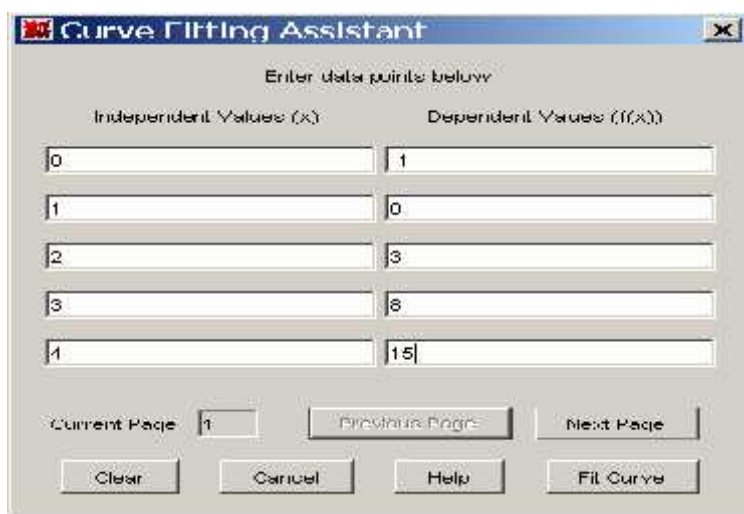 Curve Fitting Assistant
Enter data points below
Independent Values (x) Dependent Values (f(x))
0 -1
1 0
2 3
3 8
4 15
Current Page 1 Previous Page Next Page
Clear Cancel Help Fit Curve